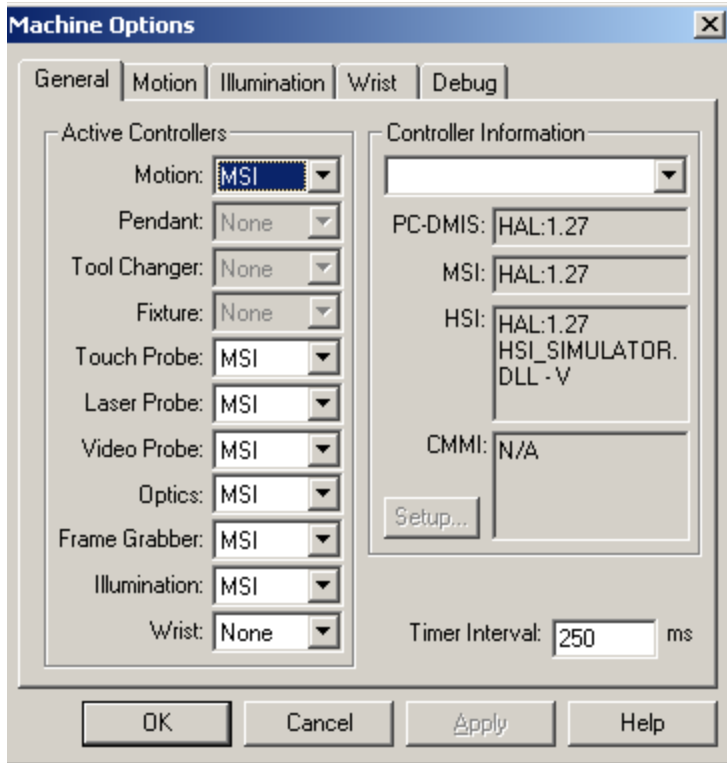 Machine Options
General Motion Illumination Wrist Debug
Active Controllers
Motion: MSI
Pendant: None
Tool Changer: None
Fixture: None
Touch Probe: MSI
Laser Probe: MSI
Video Probe: MSI
Optics: MSI
Frame Grabber: MSI
Illumination: MSI
Wrist: None
Controller Information
PC-DMIS: HAL:1.27
MSI: HAL:1.27
HSI: HAL:1.27
HSI_SIMULATOR.
DLL - V
CMMI: N/A
Setup...
Timer Interval: 250 ms
OK Cancel Apply Help